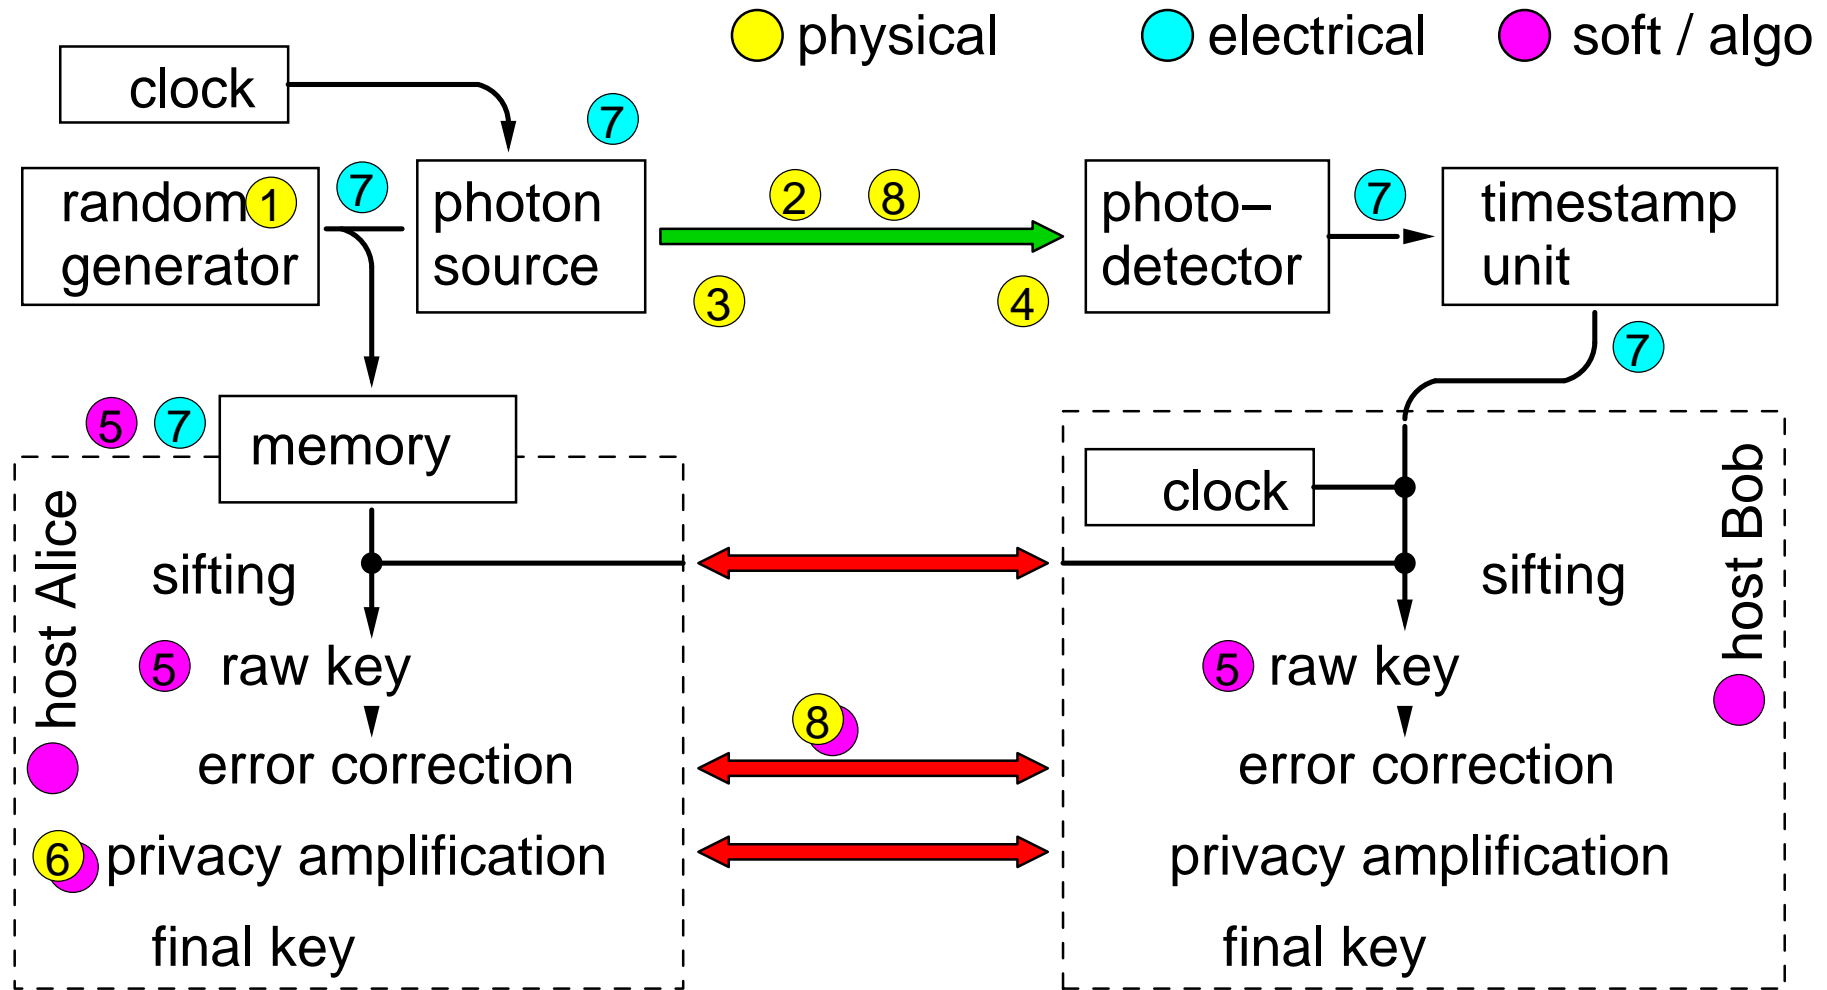 physical
electrical
soft / algo
clock
7
random 1
generator
7
photon
source
2
8
3
4
photo–
detector
7
timestamp
unit
7
5
7
memory
host Alice
sifting
5 raw key
error correction
6 privacy amplification
final key
8
clock
host Bob
sifting
5 raw key
error correction
privacy amplification
final key